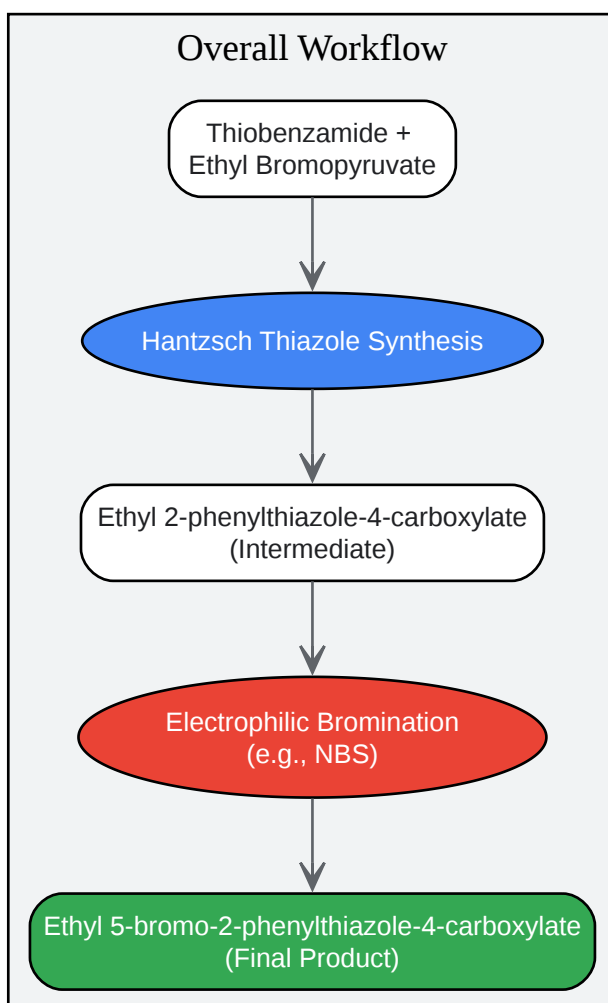 Overall Workflow
Thiobenzamide +
Ethyl Bromopyruvate
Hantzsch Thiazole Synthesis
Ethyl 2-phenylthiazole-4-carboxylate
(Intermediate)
Electrophilic Bromination
(e.g., NBS)
Ethyl 5-bromo-2-phenylthiazole-4-carboxylate
(Final Product)